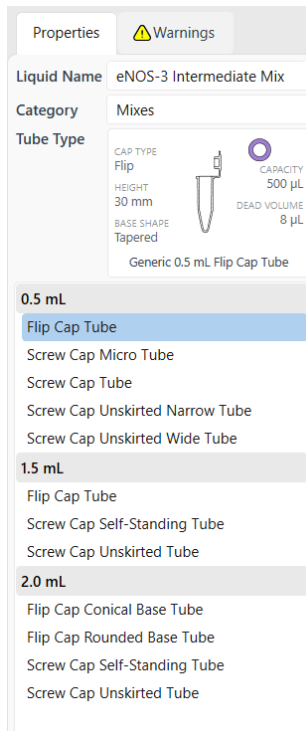 Properties
Warnings
Liquid Name eNOS-3 Intermediate Mix
Category Mixes
Tube Type
CAP TYPE
Flip
HEIGHT
30 mm
BASE SHAPE
Tapered
CAPACITY
500 µL
DEAD VOLUME
8 µL
Generic 0.5 mL Flip Cap Tube
0.5 mL
Flip Cap Tube
Screw Cap Micro Tube
Screw Cap Tube
Screw Cap Unskirted Narrow Tube
Screw Cap Unskirted Wide Tube
1.5 mL
Flip Cap Tube
Screw Cap Self-Standing Tube
Screw Cap Unskirted Tube
2.0 mL
Flip Cap Conical Base Tube
Flip Cap Rounded Base Tube
Screw Cap Self-Standing Tube
Screw Cap Unskirted Tube